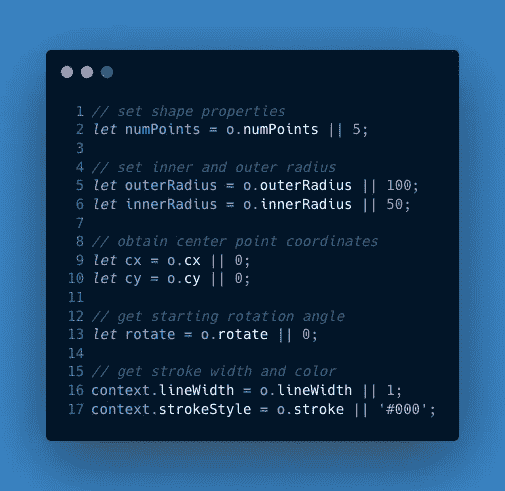 1 // set shape properties
2 let numPoints = o.numPoints || 5;
3
4 // set inner and outer radius
5 let outerRadius = o.outerRadius || 100;
6 let innerRadius = o.innerRadius || 50;
7
8 // obtain center point coordinates
9 let cx = o.cx || 0;
10 let cy = o.cy || 0;
11
12 // get starting rotation angle
13 let rotate = o.rotate || 0;
14
15 // get stroke width and color
16 context.lineWidth = o.lineWidth || 1;
17 context.strokeStyle = o.stroke || '#000';